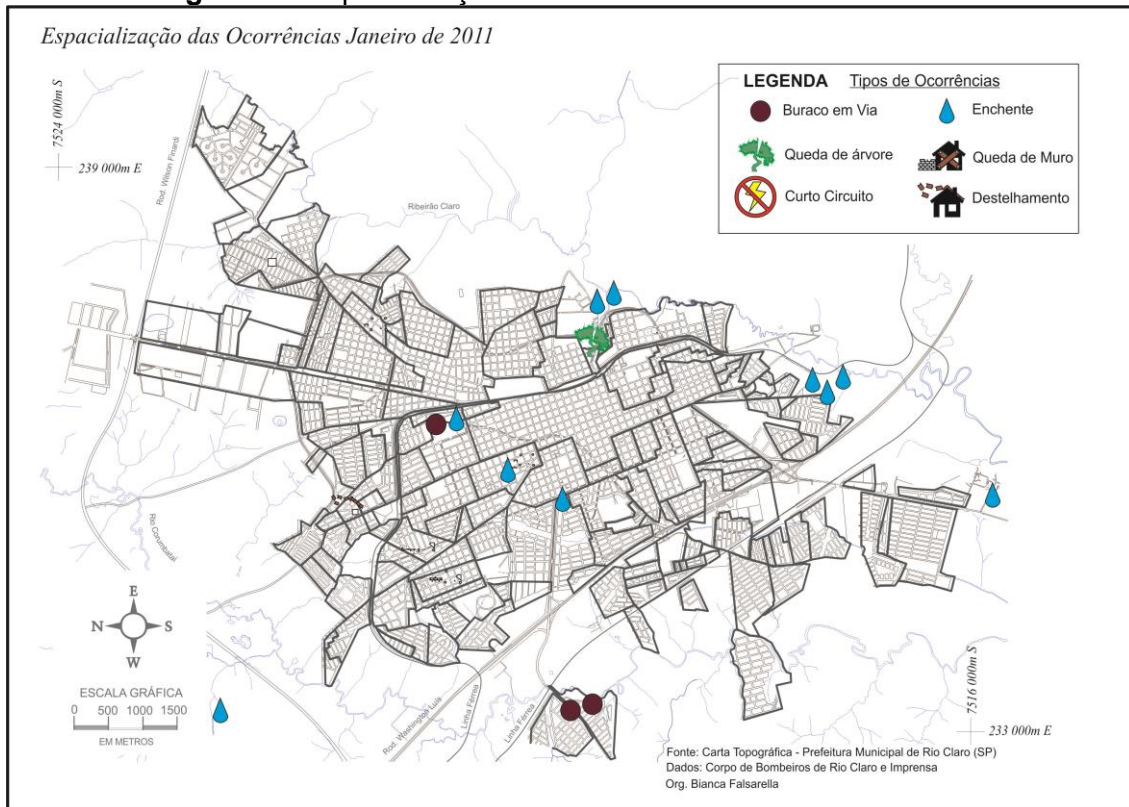 Espacialização das Ocorrências Janeiro de 2011
7524 000m S
239 000m E
LEGENDA Tipos de Ocorrências
Buraco em Via
Enchente
Queda de árvore
Queda de Muro
Curto Circuito
Destelhamento
Rod. Wilson Finardi
Ribeirão Claro
Rio Corumbataí
E
N S
W
ESCALA GRÁFICA
0 500 1000 1500
EM METROS
Rod. Washington Luís
Linha Férrea
Linha Férrea
7516 000m S
233 000m E
Fonte: Carta Topográfica - Prefeitura Municipal de Rio Claro (SP)
Dados: Corpo de Bombeiros de Rio Claro e Imprensa
Org. Bianca Falsarella